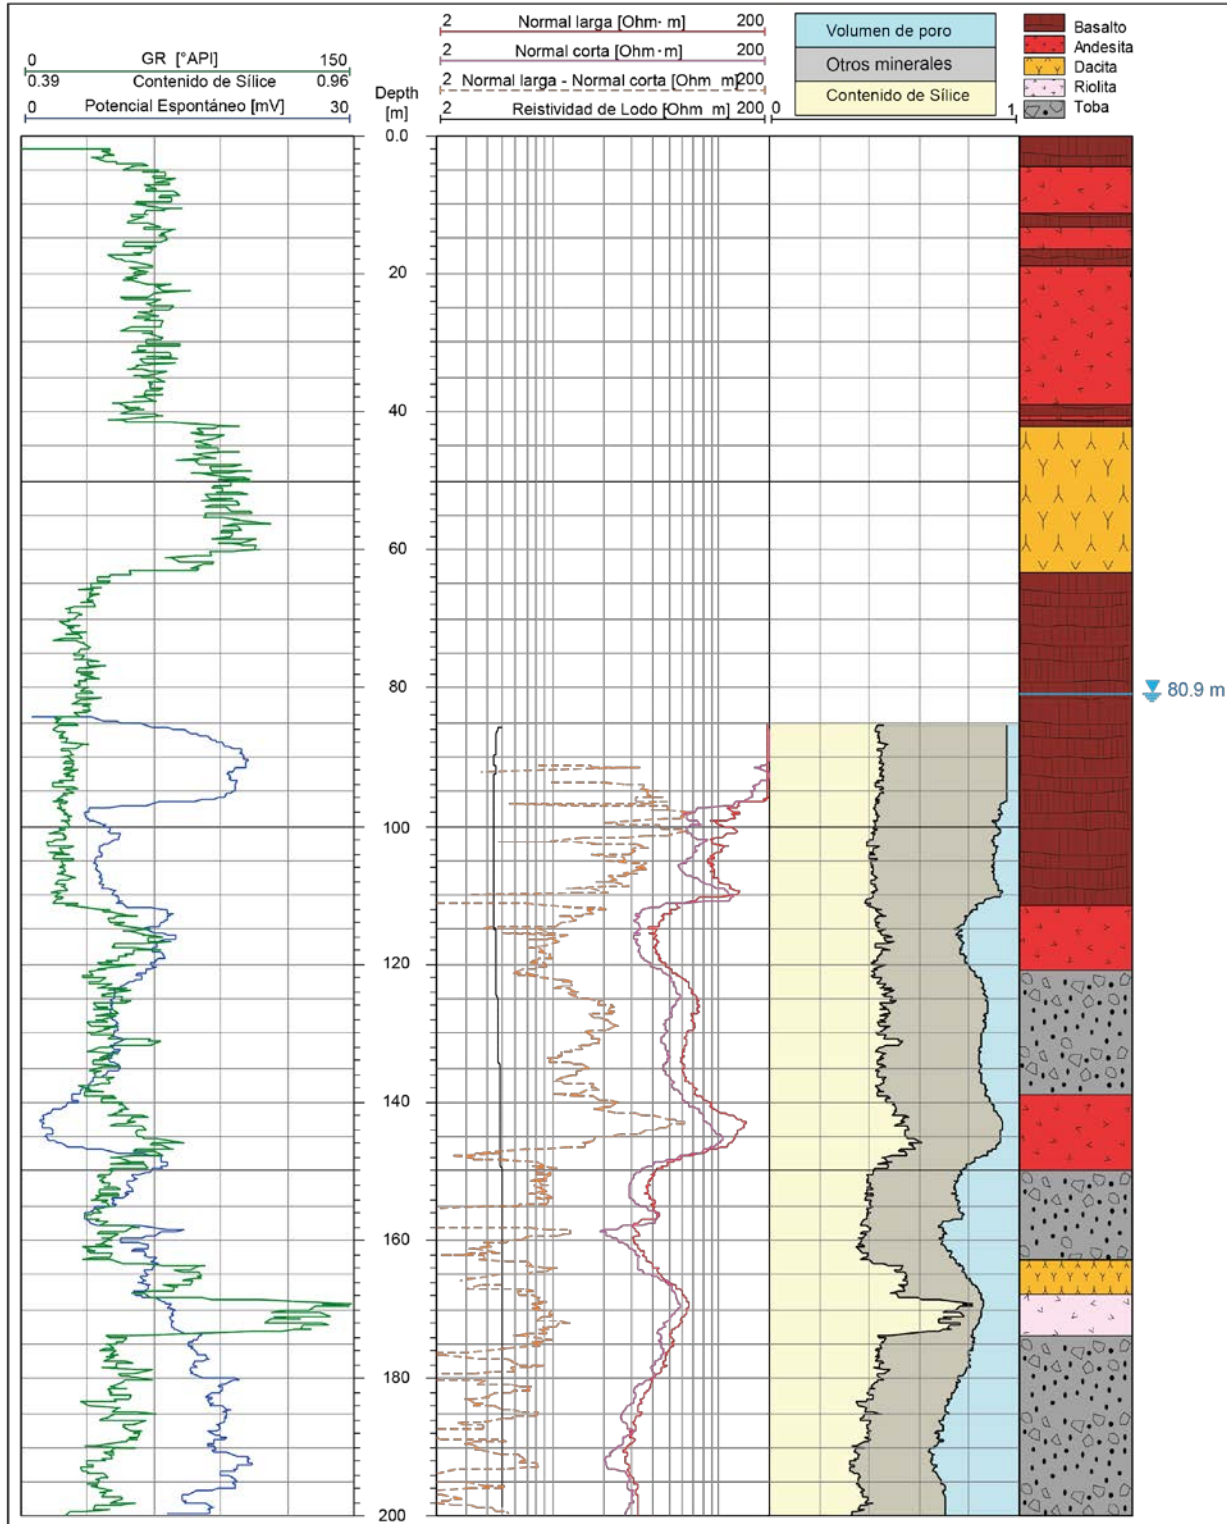 0 GR [°API] 150
0.39 Contenido de Sílice 0.96
0 Potencial Espontáneo [mV] 30
Depth
[m]
2 Normal larga [Ohm· m] 200
2 Normal corta [Ohm·m] 200
2 Normal larga - Normal corta [Ohm m] 200
2 Reistividad de Lodo [Ohm m] 200
Volumen de poro
Otros minerales
Contenido de Sílice
0 1
Basalto
Andesita
Dacita
Riolita
Toba
0.0
20
40
60
80
80.9 m
100
120
140
160
180
200